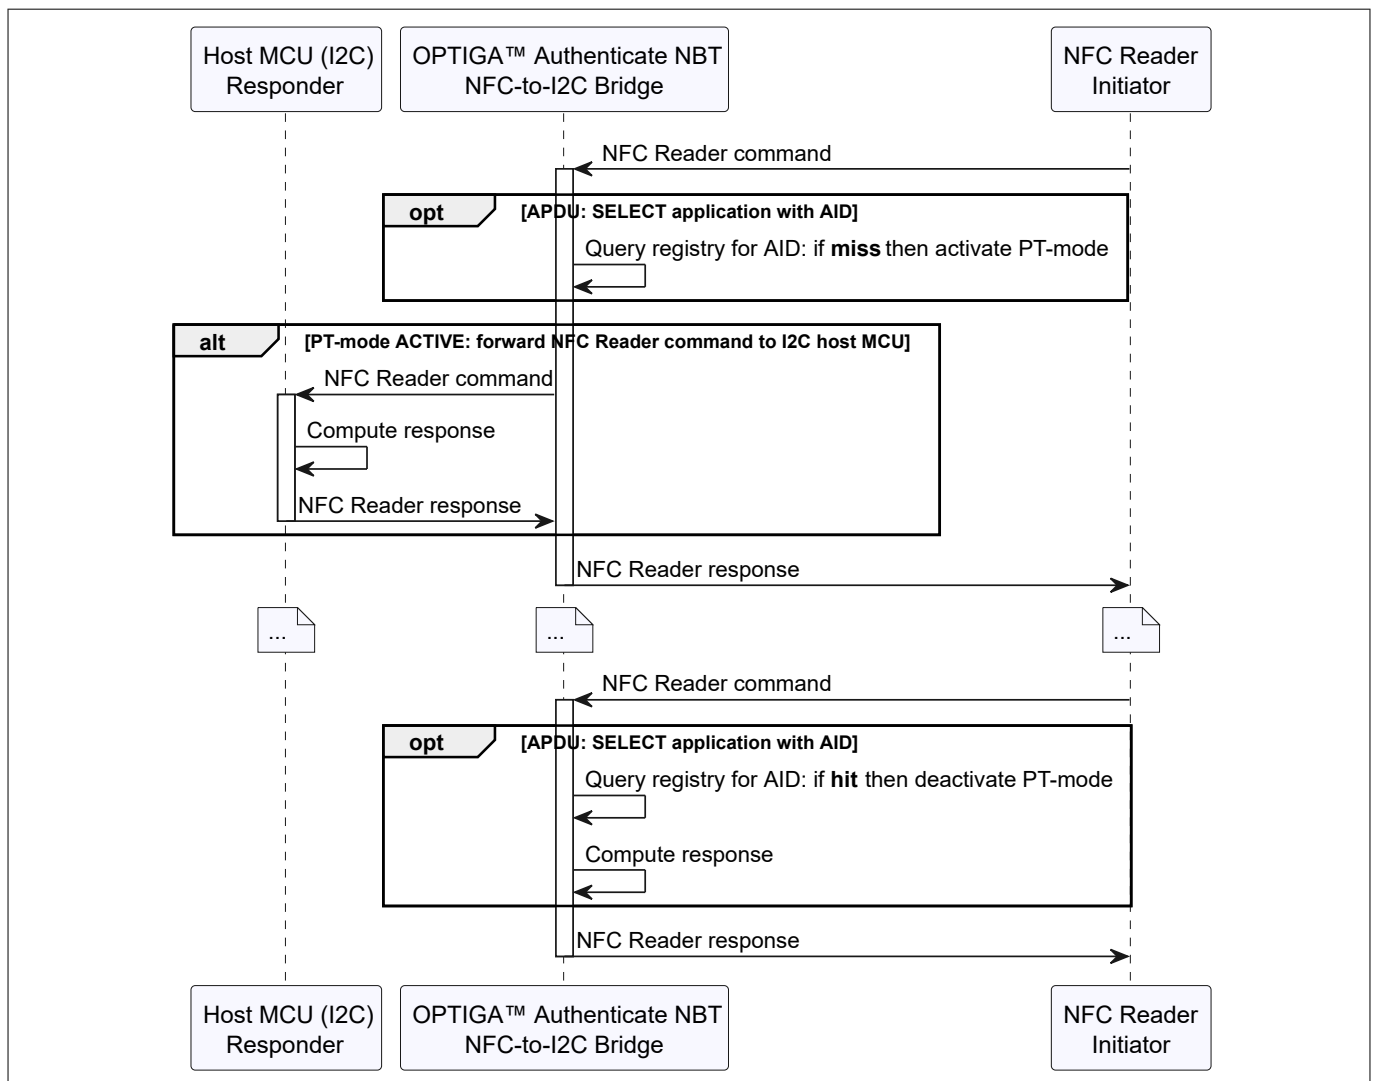 Host MCU (I2C)
Responder
OPTIGA™ Authenticate NBT
NFC-to-I2C Bridge
NFC Reader
Initiator
NFC Reader command
opt
[APDU: SELECT application with AID]
Query registry for AID: if miss then activate PT-mode
alt
[PT-mode ACTIVE: forward NFC Reader command to I2C host MCU]
NFC Reader command
Compute response
NFC Reader response
NFC Reader response
...
...
...
NFC Reader command
opt
[APDU: SELECT application with AID]
Query registry for AID: if hit then deactivate PT-mode
Compute response
NFC Reader response
Host MCU (I2C)
Responder
OPTIGA™ Authenticate NBT
NFC-to-I2C Bridge
NFC Reader
Initiator